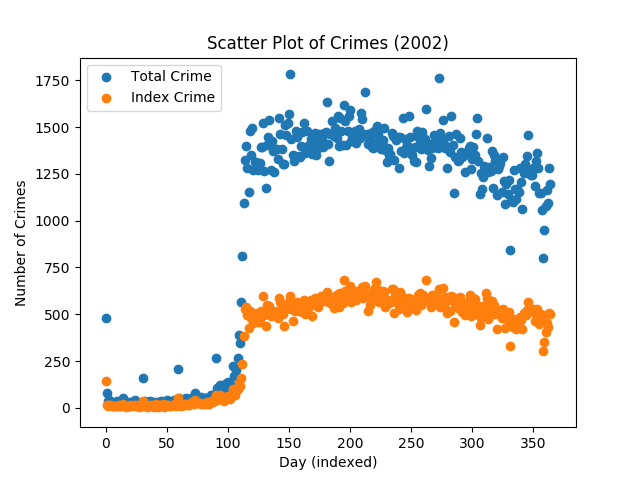 Scatter Plot of Crimes (2002)
Total Crime
Index Crime
1750
1500
1250
1000
750
500
250
0
Number of Crimes
0 50 100 150 200 250 300 350
Day (indexed)